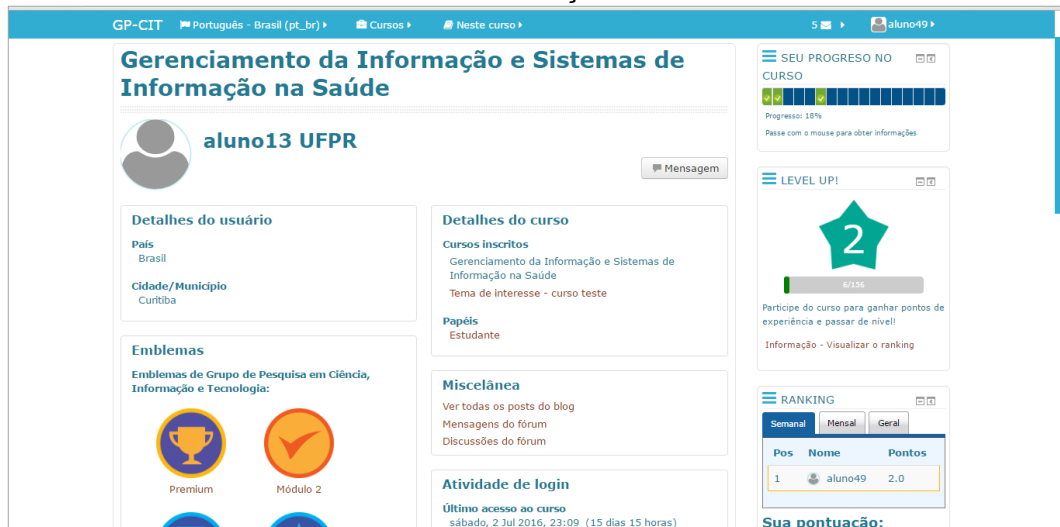 GP-CIT Português - Brasil (pt_br) Cursos Neste curso 5 aluno49
Gerenciamento da Informação e Sistemas de
Informação na Saúde
aluno13 UFPR
Mensagem
Detalhes do usuário
País
Brasil
Cidade/Município
Curitiba
Emblemas
Emblemas de Grupo de Pesquisa em Ciência,
Informação e Tecnologia:
Premium Módulo 2
Detalhes do curso
Cursos inscritos
Gerenciamento da Informação e Sistemas de
Informação na Saúde
Tema de interesse - curso teste
Papéis
Estudante
Miscelânea
Ver todas os posts do blog
Mensagens do fórum
Discussões do fórum
Atividade de login
Último acesso ao curso
sábado, 2 Jul 2016, 23:09 (15 dias 15 horas)
SEU PROGRESO NO
CURSO
Progresso: 18%
Passe com o mouse para obter informações
LEVEL UP!
2
6/156
Participe do curso para ganhar pontos de
experiência e passar de nível!
Informação - Visualizar o ranking
RANKING
Semanal Mensal Geral
Pos Nome Pontos
1 aluno49 2.0
Sua pontuação: